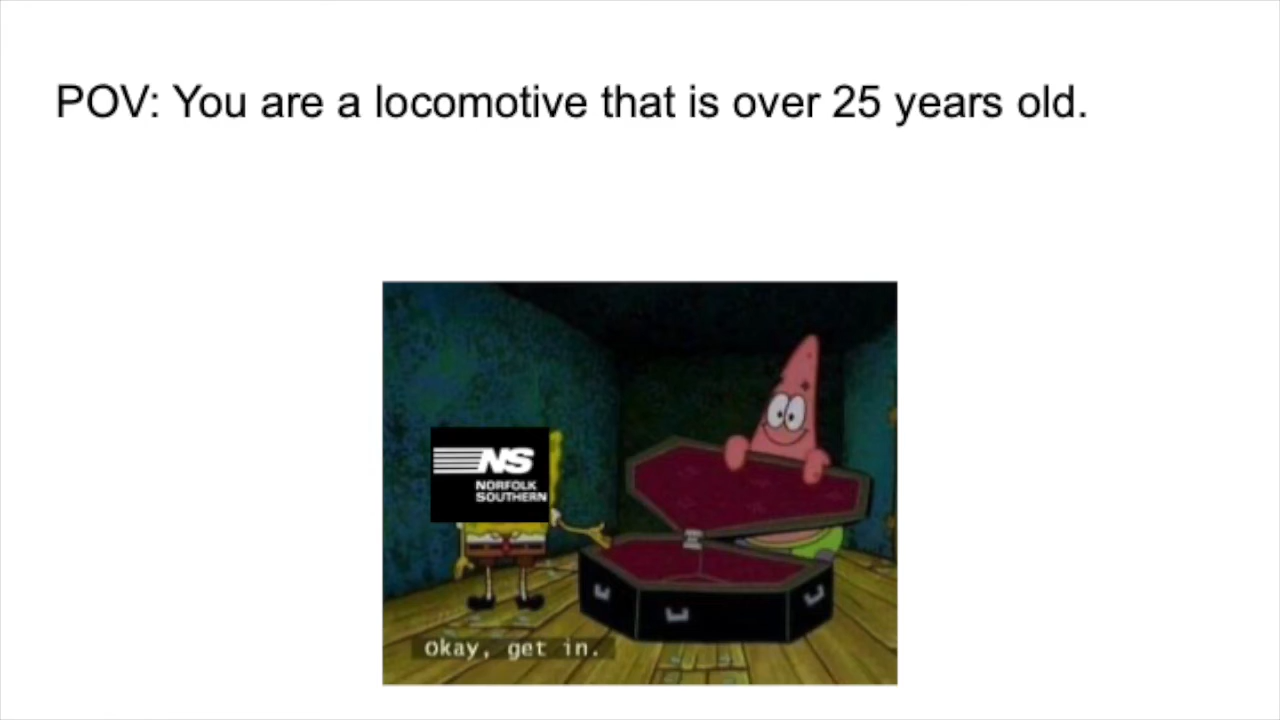 POV: You are a locomotive that is over 25 years old.
NS
NORFOLK
SOUTHERN
Okay, get in.